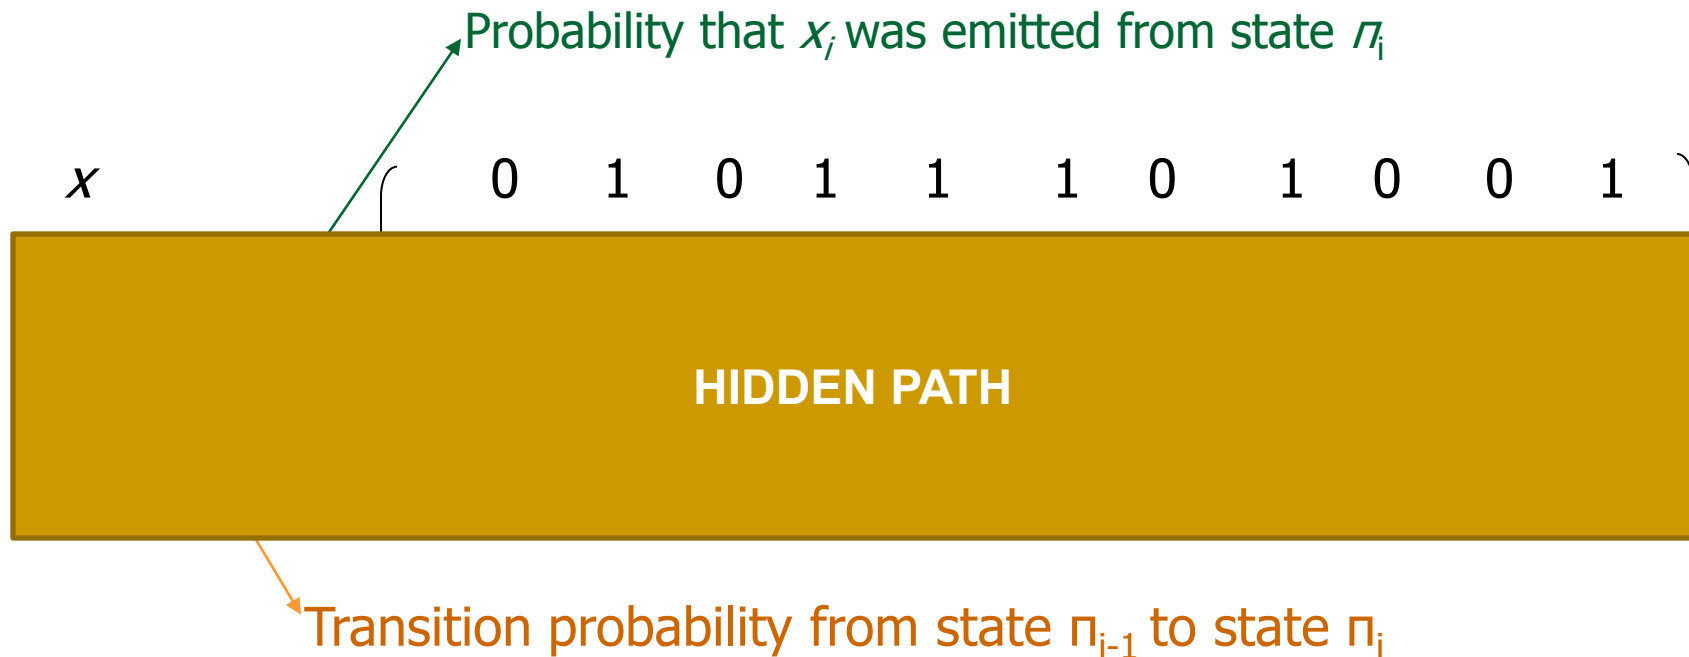 Probability that xᵢ was emitted from state πᵢ
x 0 1 0 1 1 1 0 1 0 0 1
HIDDEN PATH
Transition probability from state πᵢ₋₁ to state πᵢ